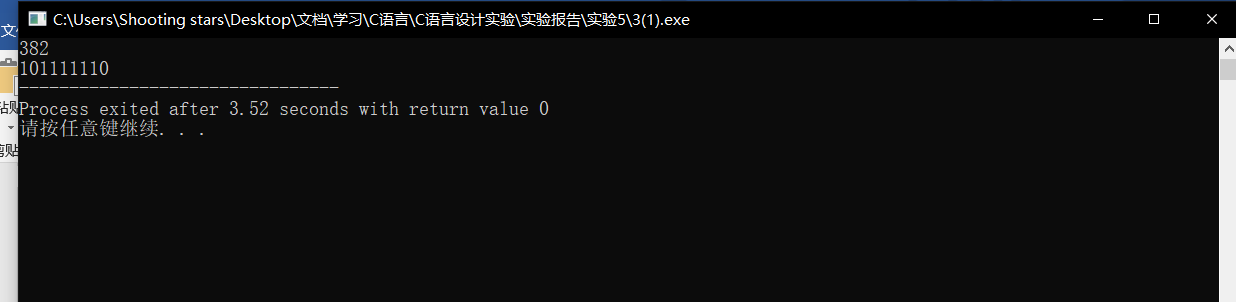 C:\Users\Shooting stars\Desktop\文档\学习\C语言\C语言设计实验\实验报告\实验5\3(1).exe
382
101111110
--------------------------------
Process exited after 3.52 seconds with return value 0
请按任意键继续. . .